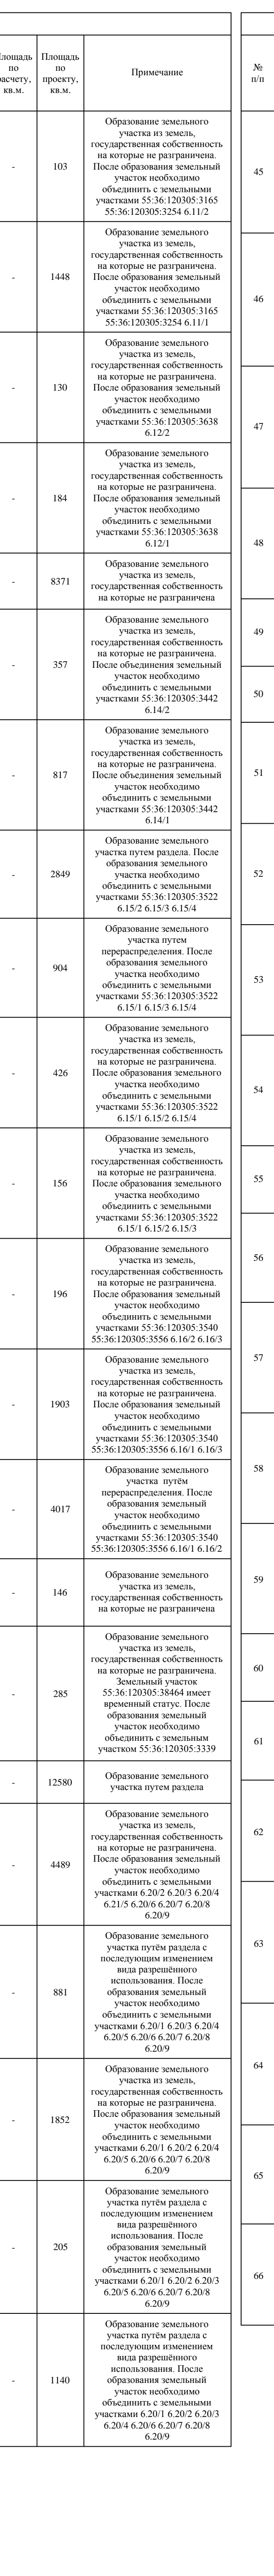 Площадь
по
расчету,
кв.м.
Площадь
по
проекту,
кв.м.
Примечание
-
103
Образование земельного
участка из земель,
государственная собственность
на которые не разграничена.
После образования земельный
участок необходимо
объединить с земельными
участками 55:36:120305:3165
55:36:120305:3254 6.11/2
-
1448
Образование земельного
участка из земель,
государственная собственность
на которые не разграничена.
После образования земельный
участок необходимо
объединить с земельными
участками 55:36:120305:3165
55:36:120305:3254 6.11/1
-
130
Образование земельного
участка из земель,
государственная собственность
на которые не разграничена.
После образования земельный
участок необходимо
объединить с земельными
участками 55:36:120305:3638
6.12/2
-
184
Образование земельного
участка из земель,
государственная собственность
на которые не разграничена.
После образования земельный
участок необходимо
объединить с земельными
участками 55:36:120305:3638
6.12/1
-
8371
Образование земельного
участка из земель,
государственная собственность
на которые не разграничена
-
357
Образование земельного
участка из земель,
государственная собственность
на которые не разграничена.
После объединения земельный
участок необходимо
объединить с земельными
участками 55:36:120305:3442
6.14/2
-
817
Образование земельного
участка из земель,
государственная собственность
на которые не разграничена.
После объединения земельный
участок необходимо
объединить с земельными
участками 55:36:120305:3442
6.14/1
-
2849
Образование земельного
участка путем раздела. После
образования земельного
участка необходимо
объединить с земельными
участками 55:36:120305:3522
6.15/2 6.15/3 6.15/4
-
904
Образование земельного
участка путем
перераспределения. После
образования земельного
участка необходимо
объединить с земельными
участками 55:36:120305:3522
6.15/1 6.15/3 6.15/4
-
426
Образование земельного
участка из земель,
государственная собственность
на которые не разграничена.
После образования земельного
участка необходимо
объединить с земельными
участками 55:36:120305:3522
6.15/1 6.15/2 6.15/4
-
156
Образование земельного
участка из земель,
государственная собственность
на которые не разграничена.
После образования земельного
участка необходимо
объединить с земельными
участками 55:36:120305:3522
6.15/1 6.15/2 6.15/3
-
196
Образование земельного
участка из земель,
государственная собственность
на которые не разграничена.
После образования земельный
участок необходимо
объединить с земельными
участками 55:36:120305:3540
55:36:120305:3556 6.16/2 6.16/3
-
1903
Образование земельного
участка из земель,
государственная собственность
на которые не разграничена.
После образования земельный
участок необходимо
объединить с земельными
участками 55:36:120305:3540
55:36:120305:3556 6.16/1 6.16/3
-
4017
Образование земельного
участка путём
перераспределения. После
образования земельный
участок необходимо
объединить с земельными
участками 55:36:120305:3540
55:36:120305:3556 6.16/1 6.16/2
-
146
Образование земельного
участка из земель,
государственная собственность
на которые не разграничена
-
285
Образование земельного
участка из земель,
государственная собственность
на которые не разграничена.
Земельный участок
55:36:120305:38464 имеет
временный статус. После
образования земельный
участок необходимо
объединить с земельным
участком 55:36:120305:3339
-
12580
Образование земельного
участка путем раздела
-
4489
Образование земельного
участка из земель,
государственная собственность
на которые не разграничена.
После образования земельный
участок необходимо
объединить с земельными
участками 6.20/2 6.20/3 6.20/4
6.21/5 6.20/6 6.20/7 6.20/8
6.20/9
-
881
Образование земельного
участка путём раздела с
последующим изменением
вида разрешённого
использования. После
образования земельный
участок необходимо
объединить с земельными
участками 6.20/1 6.20/3 6.20/4
6.20/5 6.20/6 6.20/7 6.20/8
6.20/9
-
1852
Образование земельного
участка из земель,
государственная собственность
на которые не разграничена.
После образования земельный
участок необходимо
объединить с земельными
участками 6.20/1 6.20/2 6.20/4
6.20/5 6.20/6 6.20/7 6.20/8
6.20/9
-
205
Образование земельного
участка путём раздела с
последующим изменением
вида разрешённого
использования. После
образования земельный
участок необходимо
объединить с земельными
участками 6.20/1 6.20/2 6.20/3
6.20/5 6.20/6 6.20/7 6.20/8
6.20/9
-
1140
Образование земельного
участка путём раздела с
последующим изменением
вида разрешённого
использования. После
образования земельный
участок необходимо
объединить с земельными
участками 6.20/1 6.20/2 6.20/3
6.20/4 6.20/6 6.20/7 6.20/8
6.20/9
№
п/п
45
46
47
48
49
50
51
52
53
54
55
56
57
58
59
60
61
62
63
64
65
66